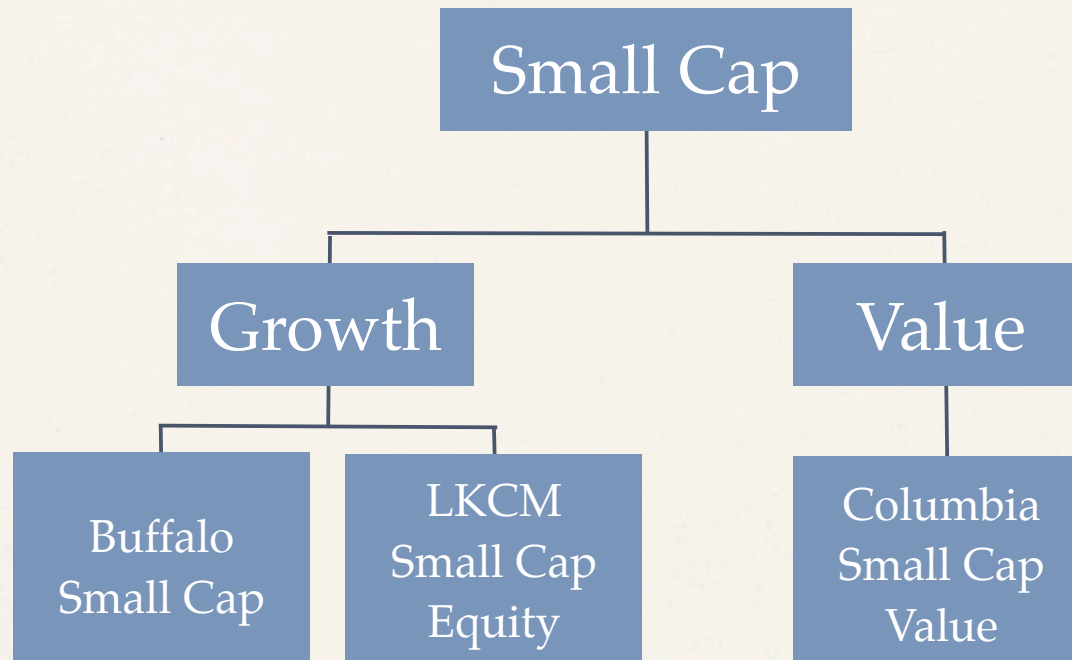 Small Cap
Growth
Value
Buffalo
Small Cap
LKCM
Small Cap
Equity
Columbia
Small Cap
Value